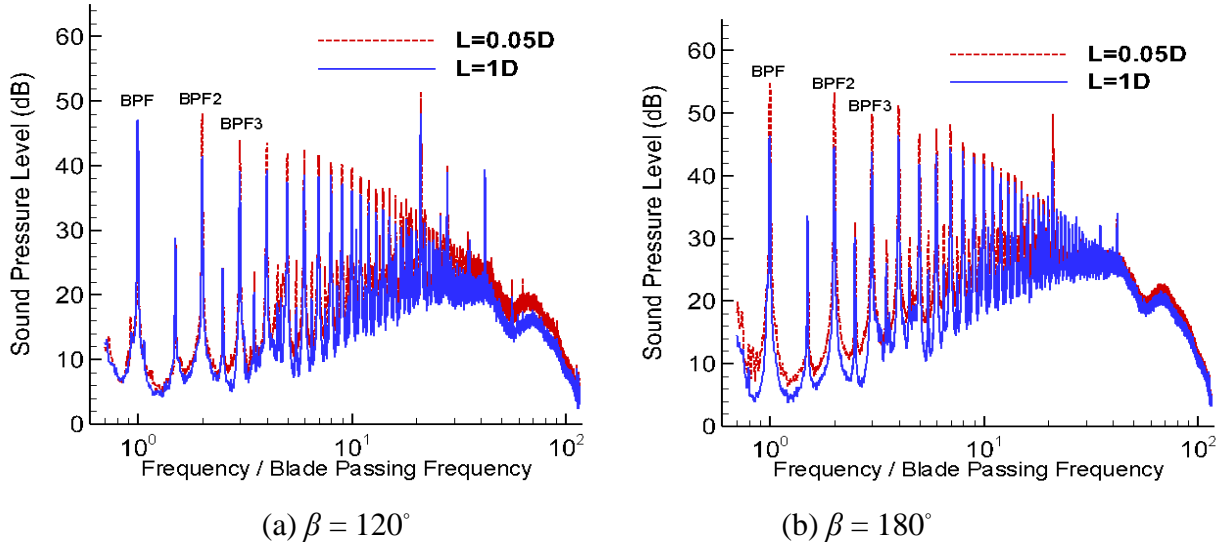 Sound Pressure Level (dB)
60
50
40
30
20
10
0
L=0.05D
L=1D
BPF
BPF2
BPF3
10⁰
10¹
10²
Frequency / Blade Passing Frequency
(a) β = 120°
Sound Pressure Level (dB)
60
50
40
30
20
10
0
L=0.05D
L=1D
BPF
BPF2
BPF3
10⁰
10¹
10²
Frequency / Blade Passing Frequency
(b) β = 180°